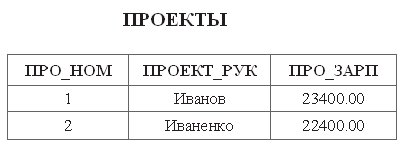 ПРОЕКТЫ
ПРО_НОМ ПРОЕКТ_РУК ПРО_ЗАРП
1 Иванов 23400.00
2 Иваненко 22400.00